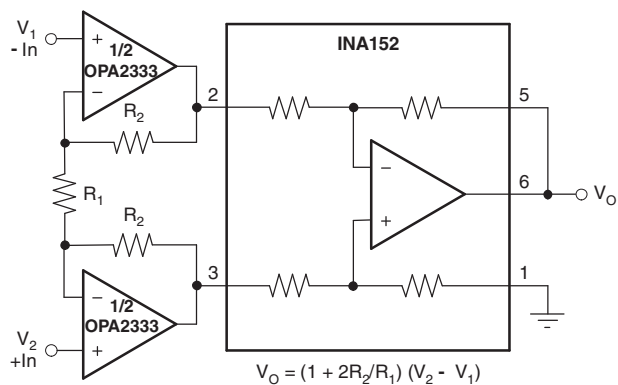 V1
- In
+
1/2
OPA2333
−
R2
R1
R2
−
1/2
OPA2333
+
V2
+In
INA152
2
5
−
+
6
VO
3
1
VO = (1 + 2R2/R1) (V2 - V1)